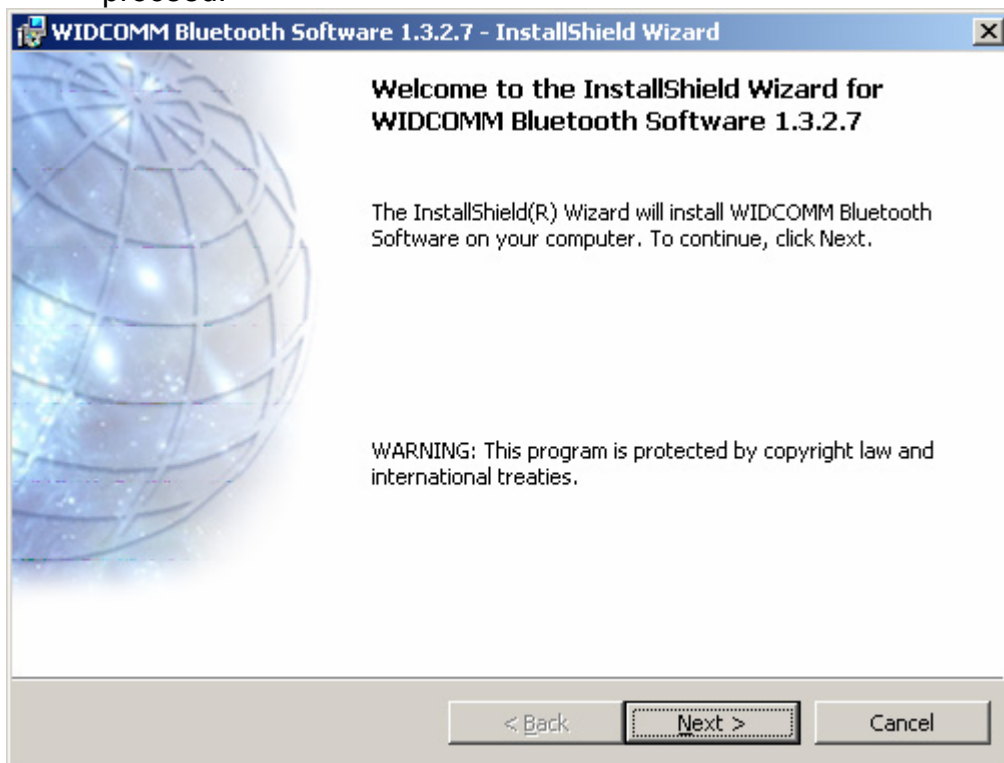 proceed.
WIDCOMM Bluetooth Software 1.3.2.7 - InstallShield Wizard
Welcome to the InstallShield Wizard for
WIDCOMM Bluetooth Software 1.3.2.7
The InstallShield(R) Wizard will install WIDCOMM Bluetooth
Software on your computer. To continue, click Next.
WARNING: This program is protected by copyright law and
international treaties.
< Back Next > Cancel